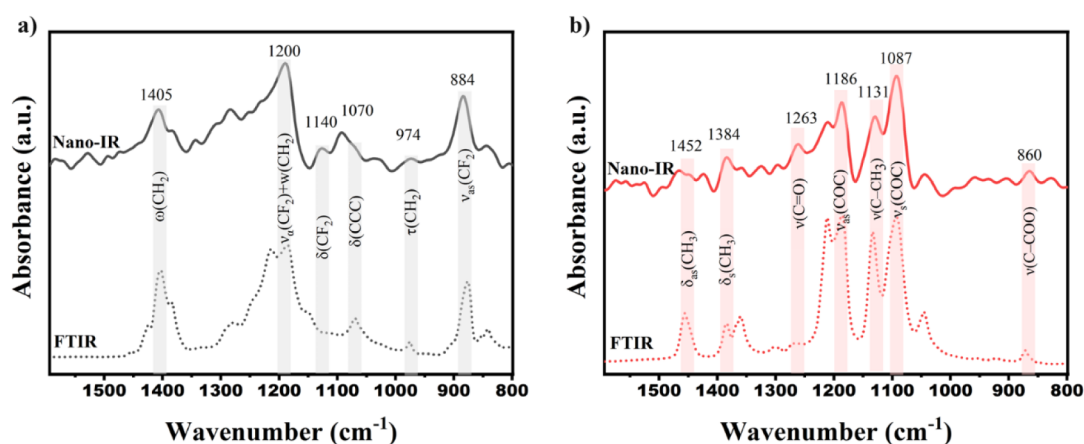 a)
1405
1200
1140
1070
974
884
Nano-IR
ω(CH2)
να(CF2)+w(CH2)
δ(CF2)
δ(CCC)
τ(CH2)
νas(CF2)
FTIR
Absorbance (a.u.)
1500 1400 1300 1200 1100 1000 900 800
Wavenumber (cm-1)
b)
1452
1384
1263
1186
1131
1087
860
Nano-IR
δas(CH3)
δs(CH3)
ν(C=O)
νas(COC)
ν(C–CH3)
νs(COC)
ν(C–COO)
FTIR
Absorbance (a.u.)
1500 1400 1300 1200 1100 1000 900 800
Wavenumber (cm-1)